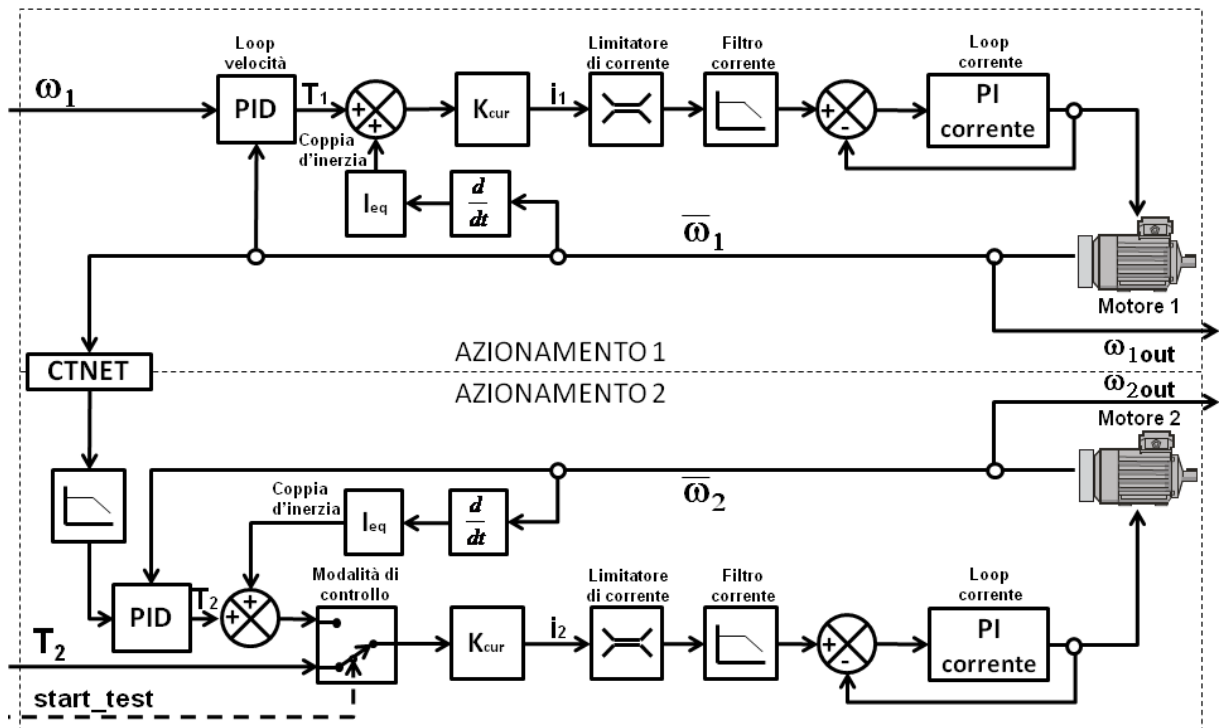 Loop
velocità
Limitatore
di corrente
Filtro
corrente
Loop
corrente
ω1
PID
T1
+
+
Kcur
i1
+
-
PI
corrente
Coppia
d'inerzia
Ieq
d
dt
ω̅1
Motore 1
ω1out
CTNET
AZIONAMENTO 1
AZIONAMENTO 2
ω2out
Motore 2
ω̅2
Coppia
d'inerzia
Ieq
d
dt
Modalità di
controllo
Limitatore
di corrente
Filtro
corrente
Loop
corrente
PID
T2
+
+
Kcur
i2
+
-
PI
corrente
T2
start_test